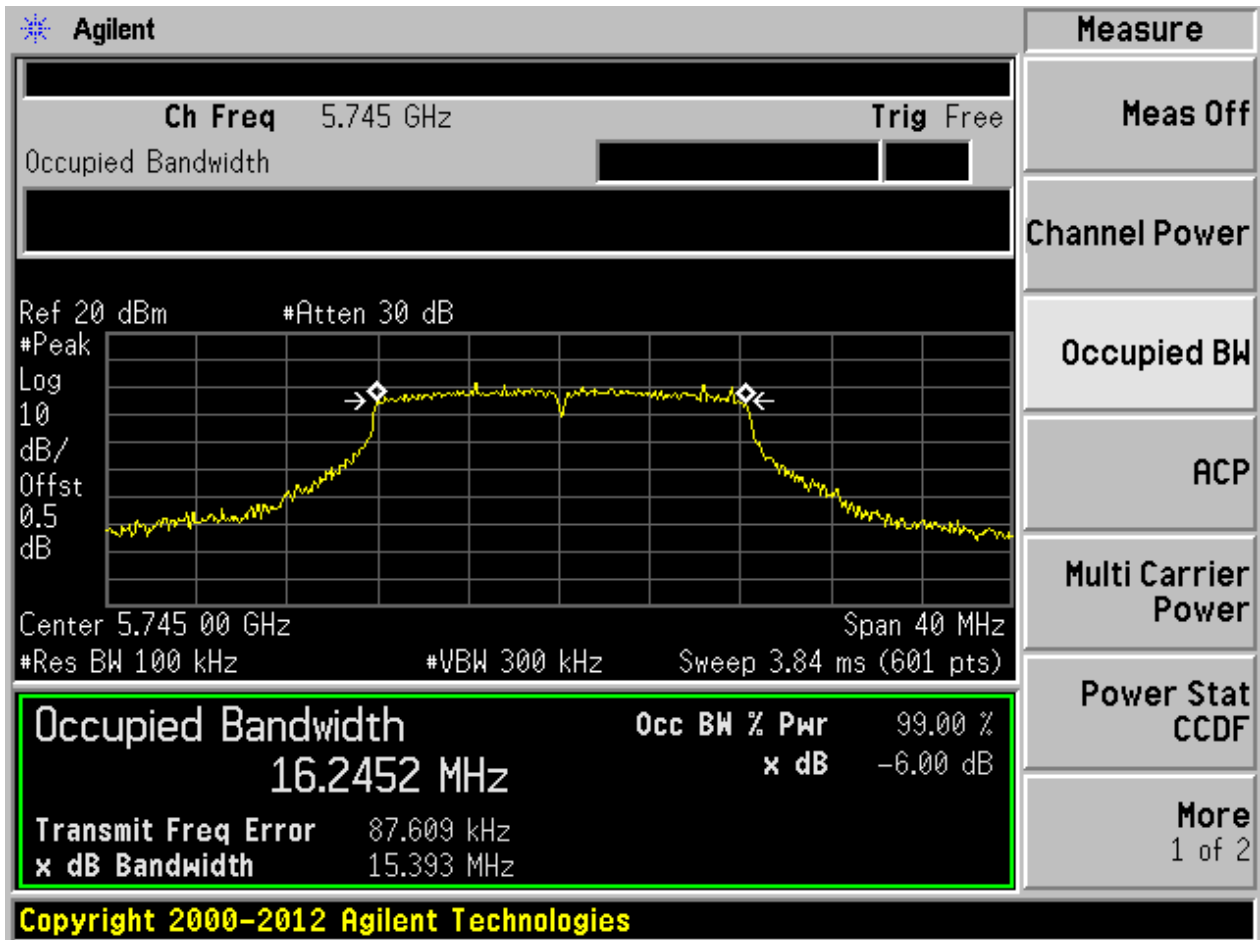 Agilent
Measure
Ch Freq 5.745 GHz Trig Free
Occupied Bandwidth
Meas Off
Channel Power
Occupied BW
ACP
Multi Carrier
Power
Power Stat
CCDF
More
1 of 2
Ref 20 dBm #Atten 30 dB
#Peak
Log
10
dB/
Offst
0.5
dB
Center 5.745 00 GHz Span 40 MHz
#Res BW 100 kHz #VBW 300 kHz Sweep 3.84 ms (601 pts)
Occupied Bandwidth
16.2452 MHz
Occ BW % Pwr 99.00 %
x dB -6.00 dB
Transmit Freq Error 87.609 kHz
x dB Bandwidth 15.393 MHz
Copyright 2000-2012 Agilent Technologies